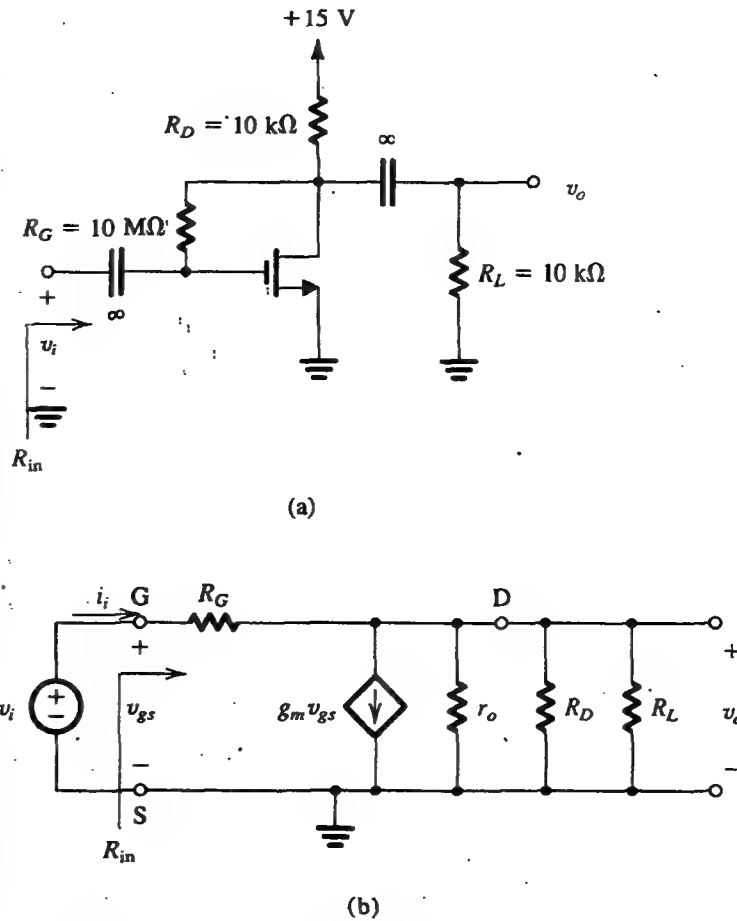 +15 V
R_D = 10 kΩ
∞
v_o
R_G = 10 MΩ
R_L = 10 kΩ
+
∞
v_i
−
R_in
(a)
i_i G R_G D
+ +
v_i + − v_gs g_m v_gs r_o R_D R_L
− −
S
R_in
(b)